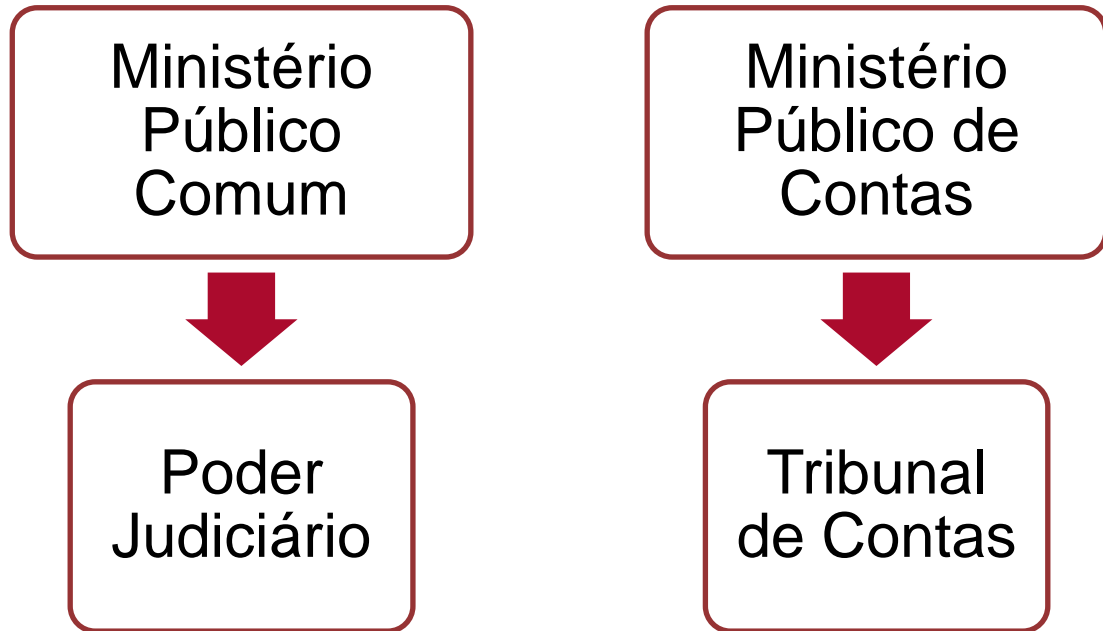 Ministério
Público
Comum
Ministério
Público de
Contas
Poder
Judiciário
Tribunal
de Contas